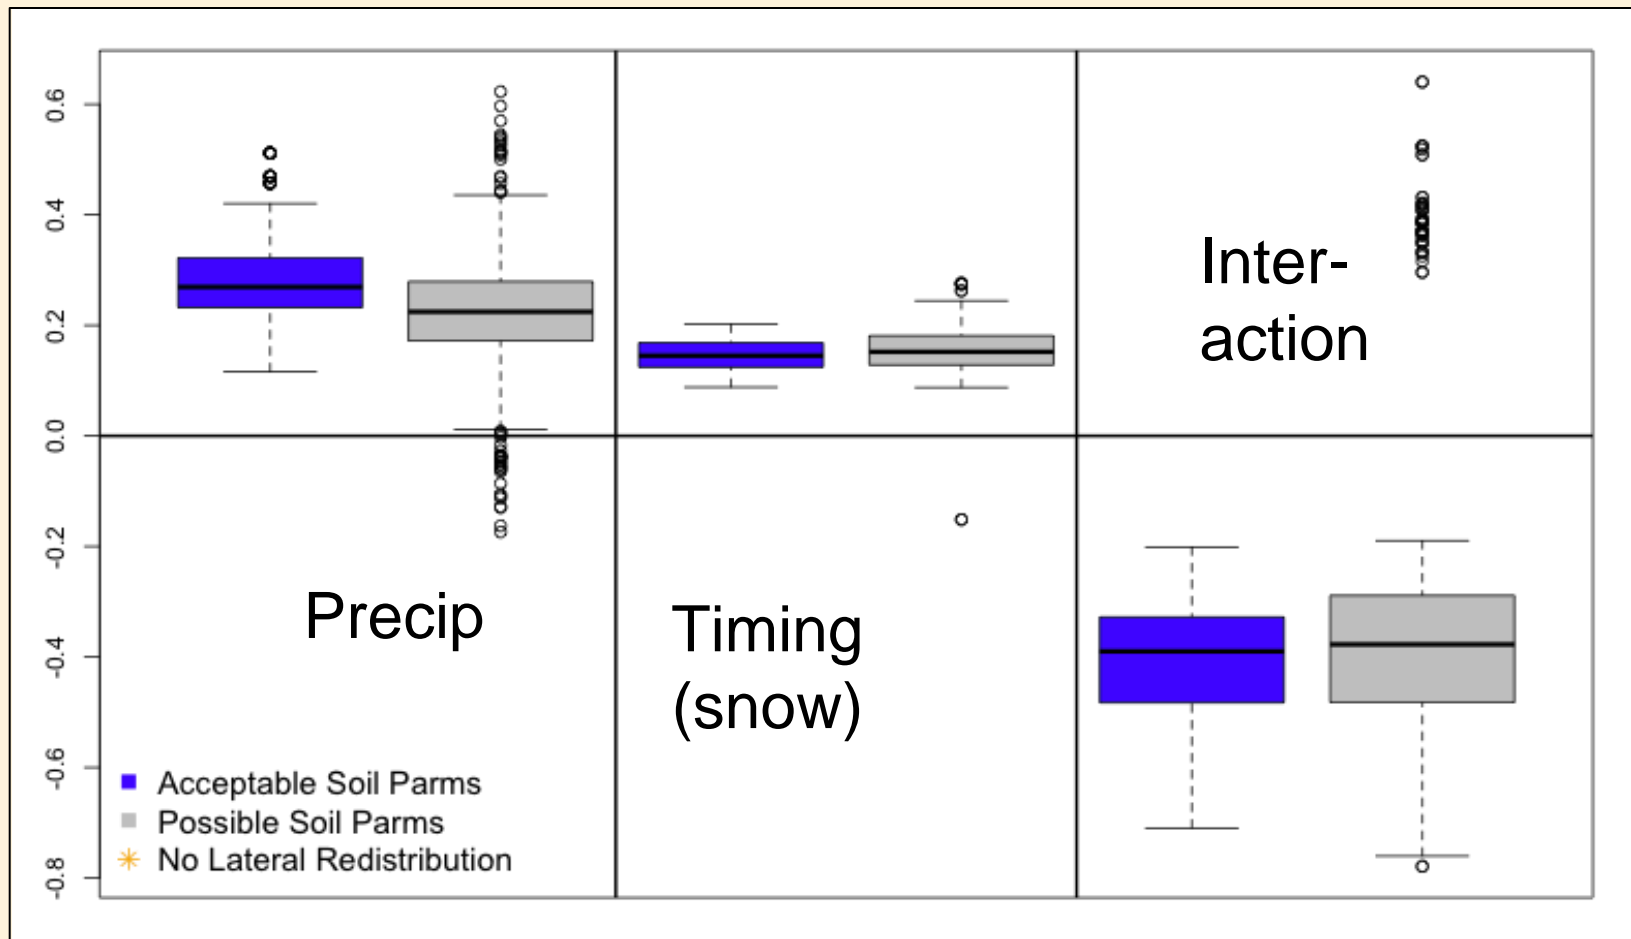 0.6
0.4
0.2
0.0
-0.2
-0.4
-0.6
-0.8
Precip
Timing
(snow)
Inter-
action
Acceptable Soil Parms
Possible Soil Parms
No Lateral Redistribution